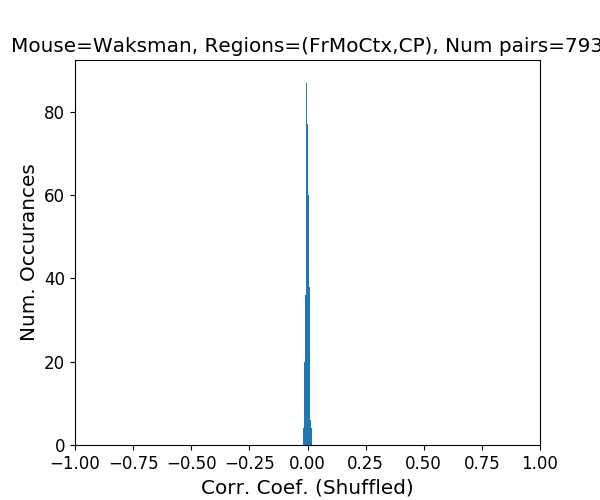 Mouse=Waksman, Regions=(FrMoCtx,CP), Num pairs=793
80
60
40
20
0
Num. Occurances
−1.00 −0.75 −0.50 −0.25 0.00 0.25 0.50 0.75 1.00
Corr. Coef. (Shuffled)